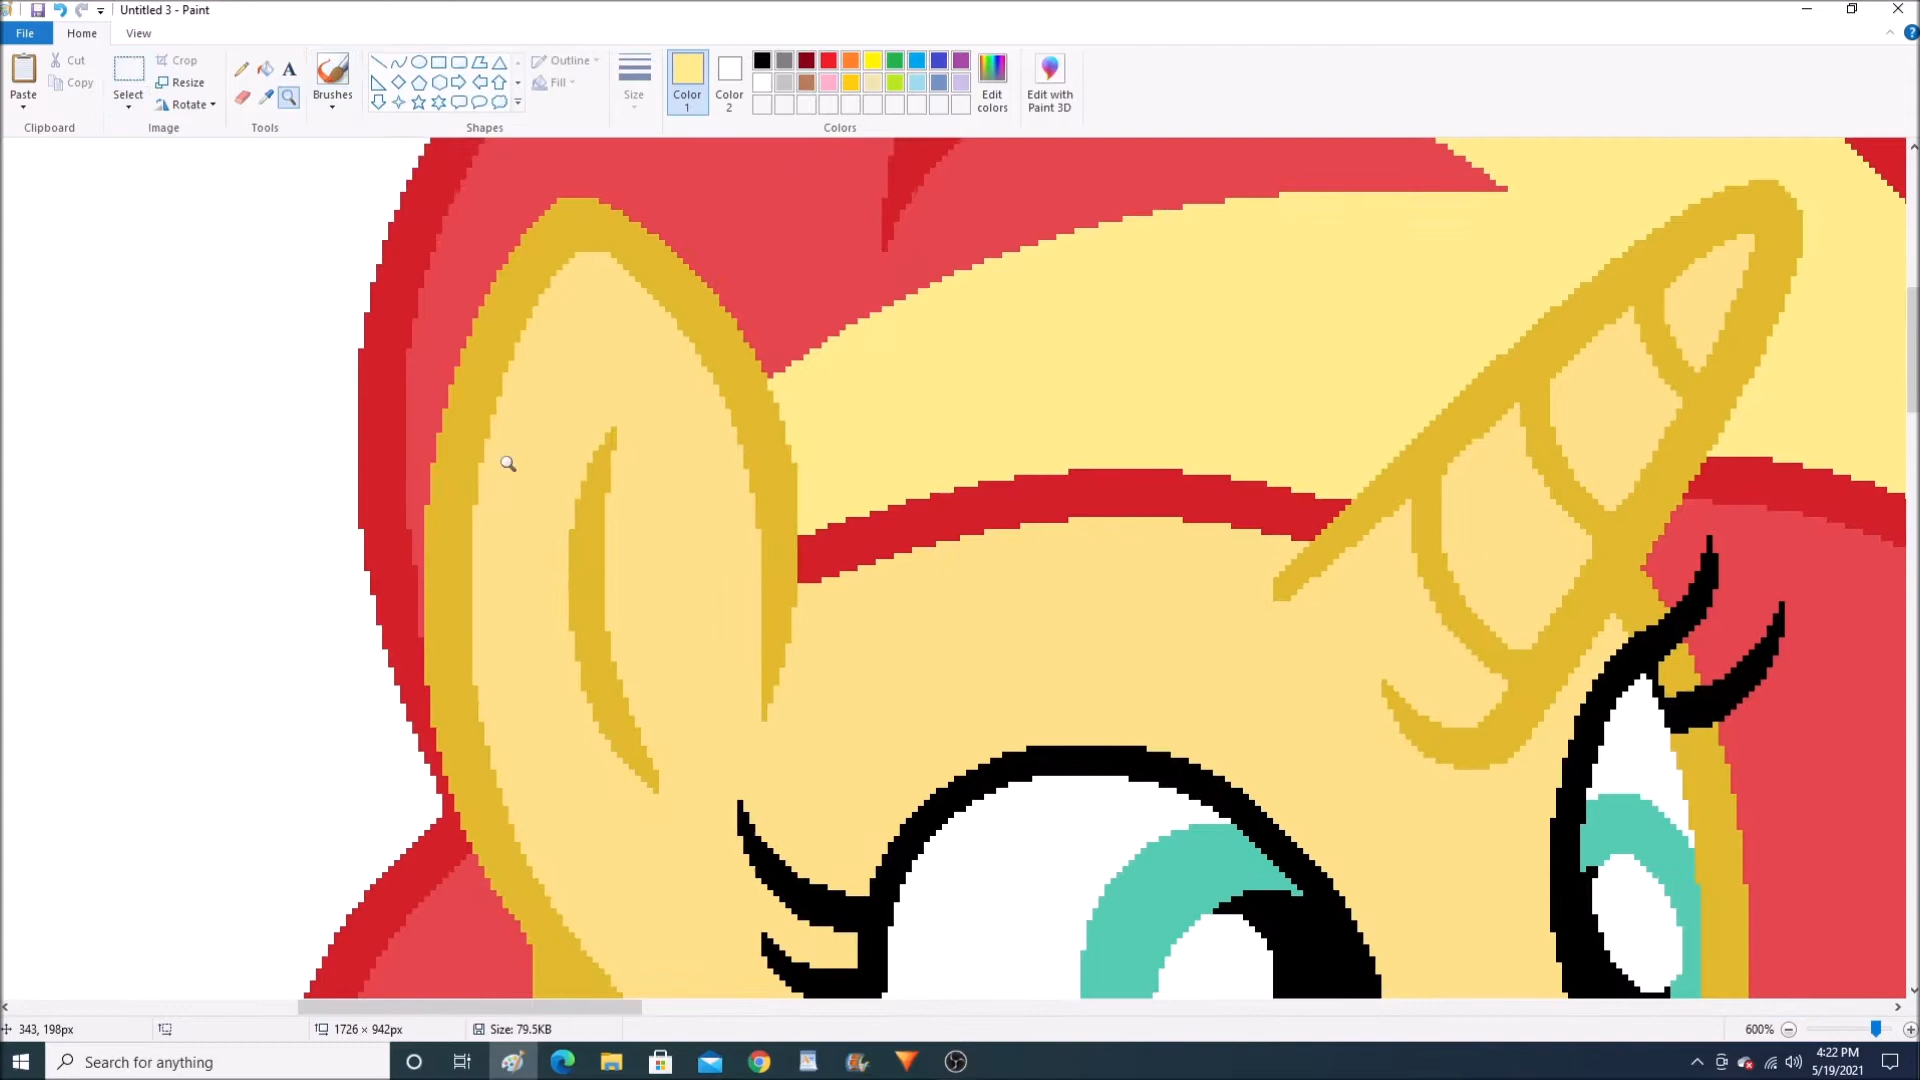 Untitled 3 - Paint
File Home View
Paste
Cut
Copy
Clipboard
Select
Crop
Resize
Rotate
Image
A
Tools
Brushes
Outline
Fill
Shapes
Size
Color 1
Color 2
Edit colors
Colors
Edit with Paint 3D
343, 198px
1726 × 942px
Size: 79.5KB
600%
Search for anything
4:22 PM
5/19/2021